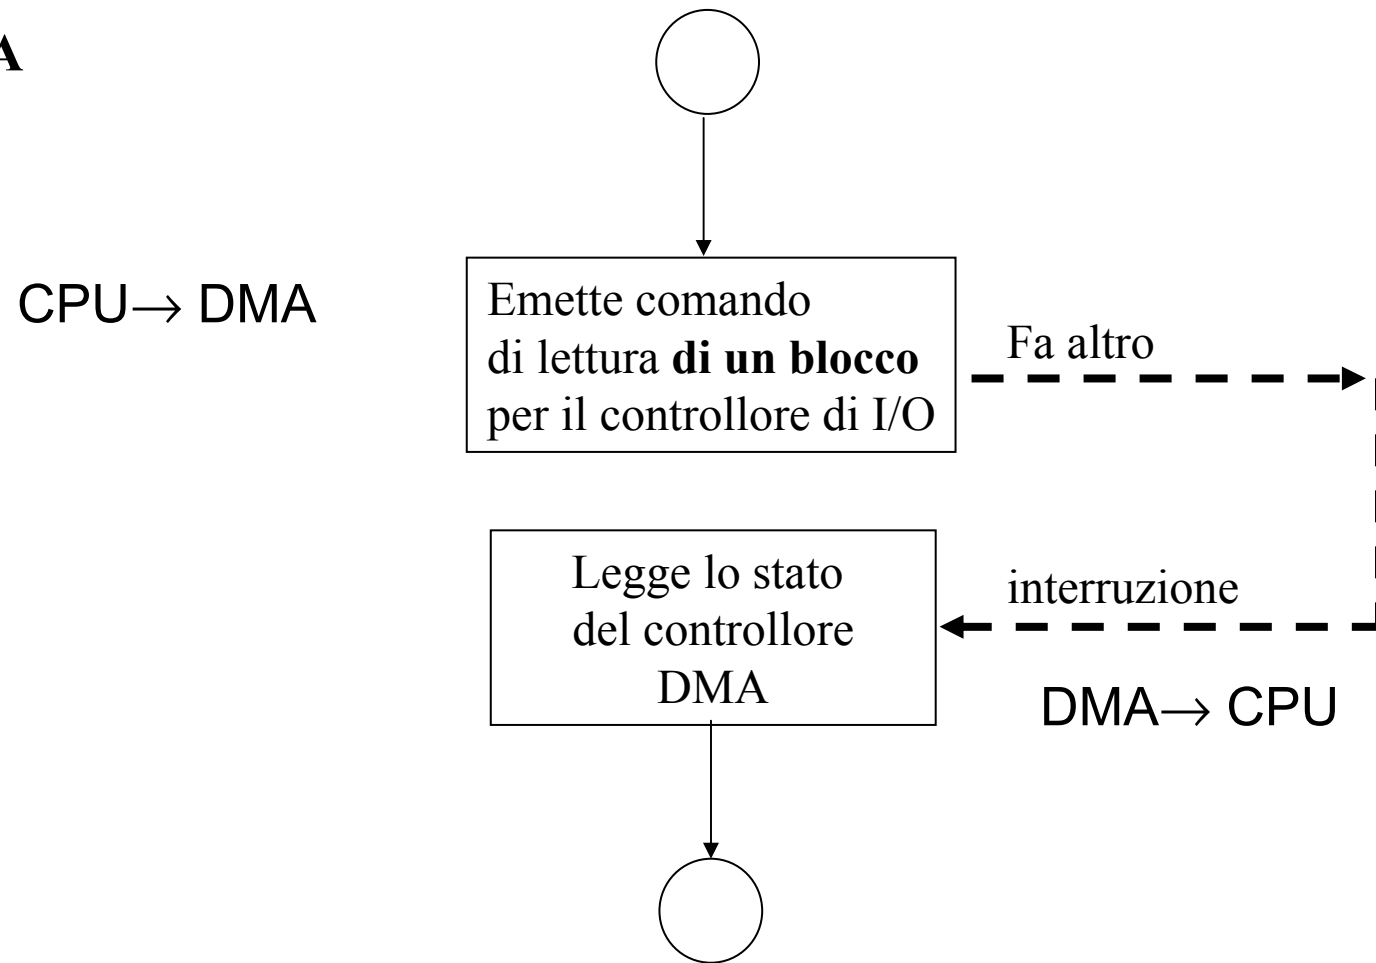 A
CPU→ DMA
Emette comando
di lettura di un blocco
per il controllore di I/O
Fa altro
Legge lo stato
del controllore
DMA
interruzione
DMA→ CPU